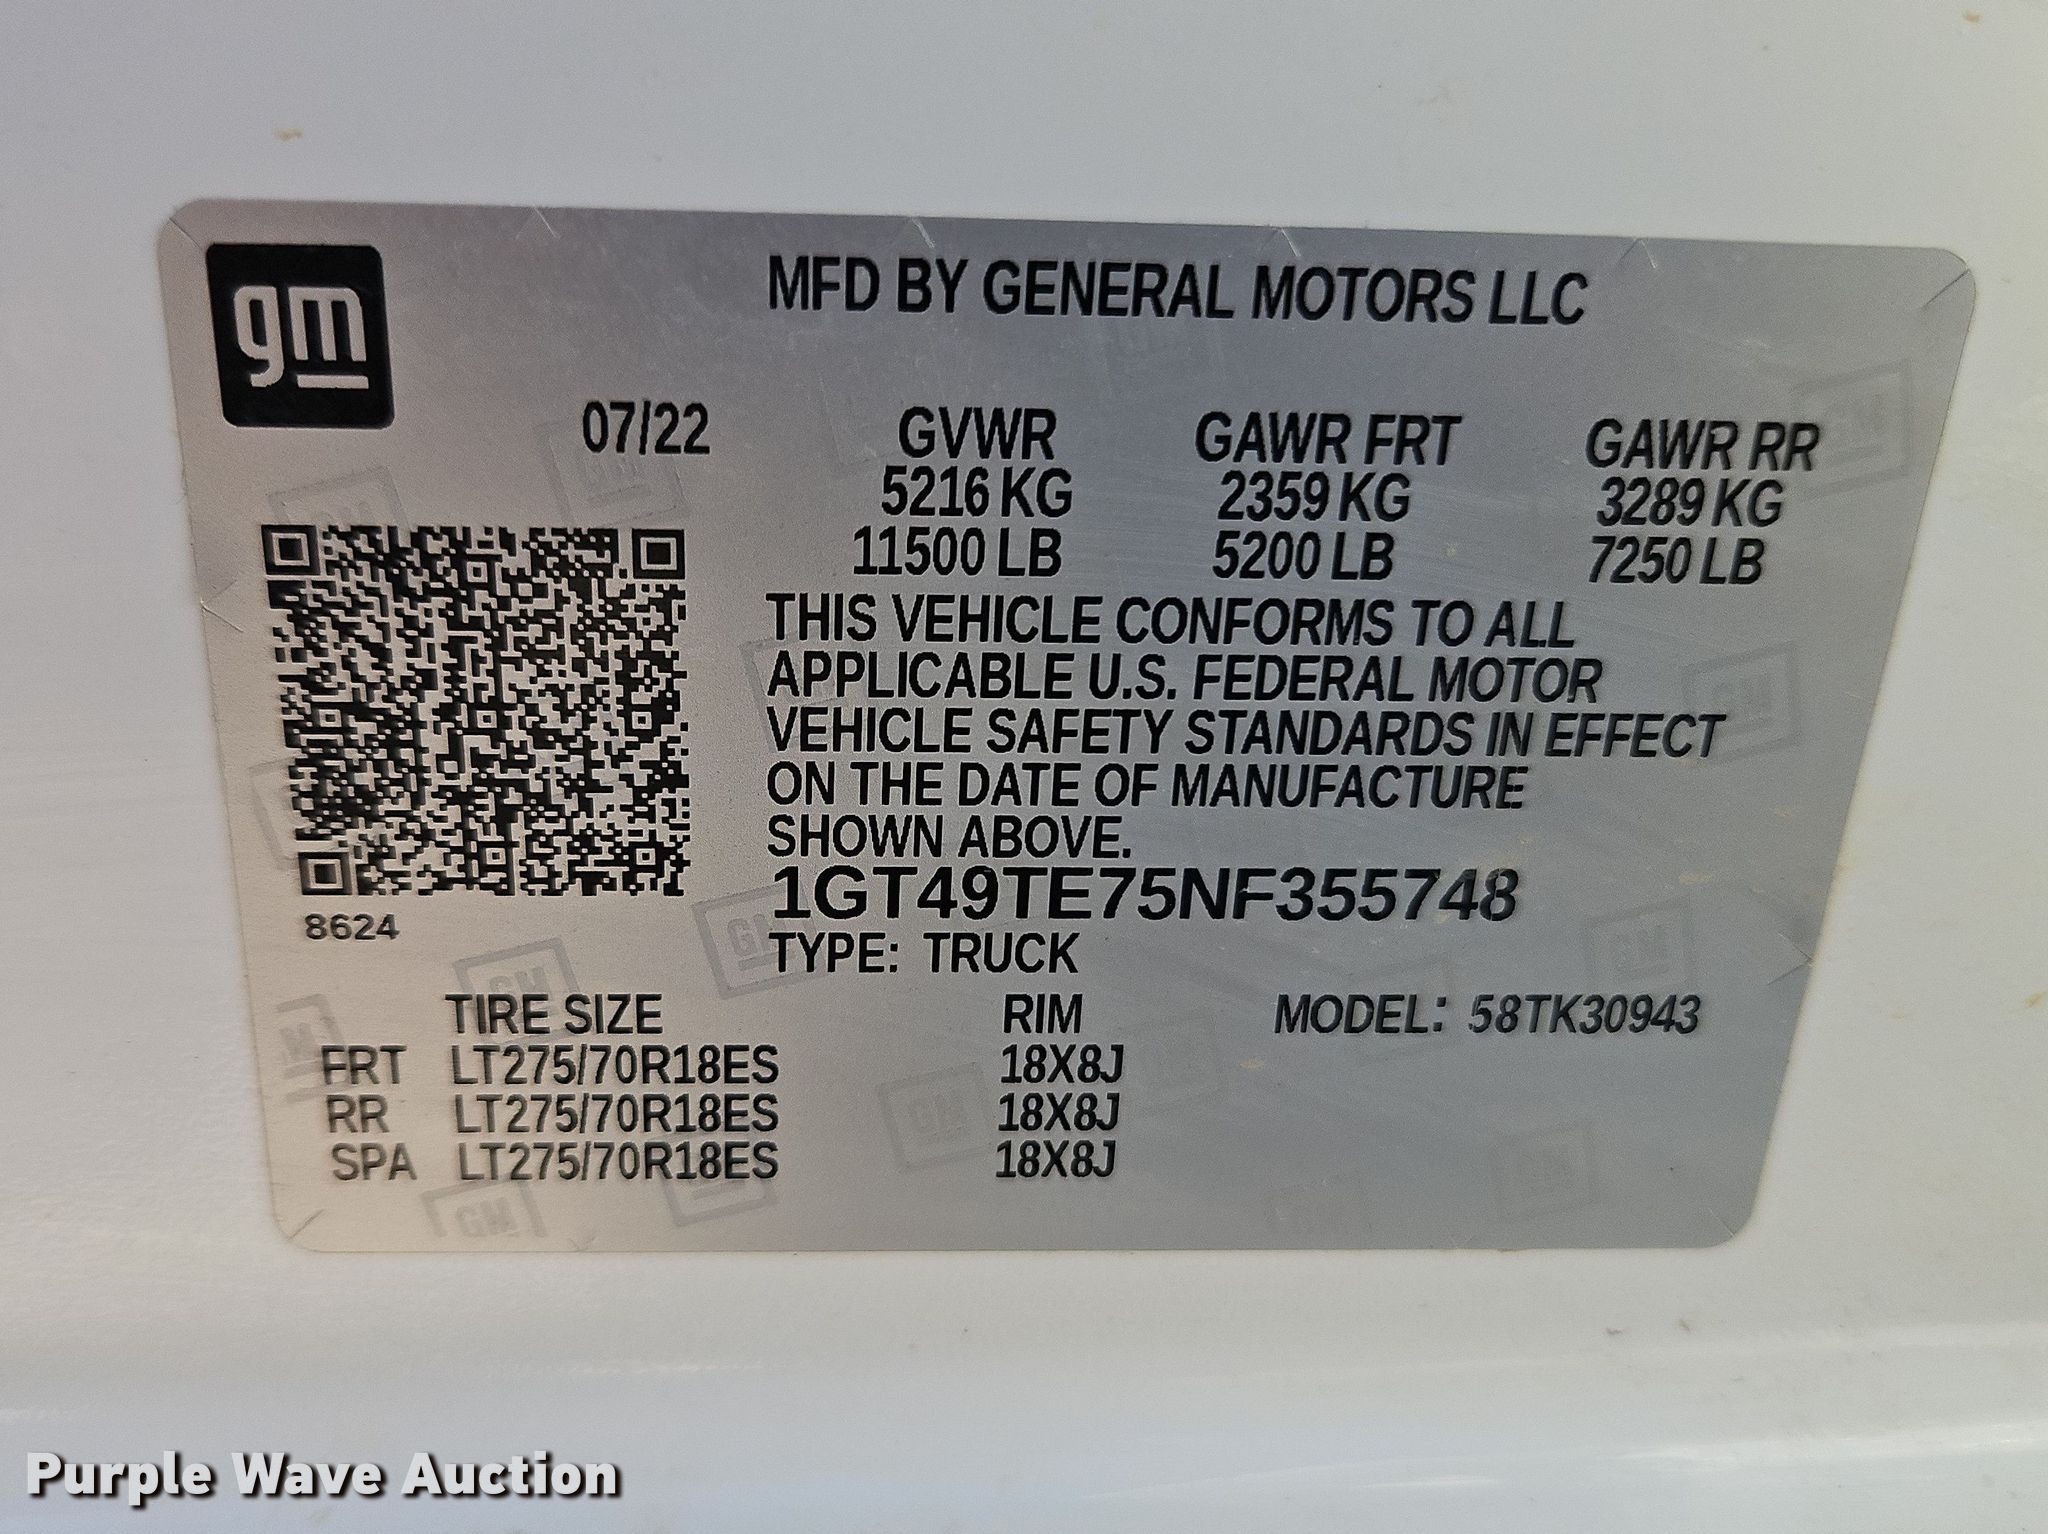 gm
MFD BY GENERAL MOTORS LLC
07/22 GVWR GAWR FRT GAWR RR
5216 KG 2359 KG 3289 KG
11500 LB 5200 LB 7250 LB
THIS VEHICLE CONFORMS TO ALL
APPLICABLE U.S. FEDERAL MOTOR
VEHICLE SAFETY STANDARDS IN EFFECT
ON THE DATE OF MANUFACTURE
SHOWN ABOVE.
1GT49TE75NF355748
8624
TYPE: TRUCK
TIRE SIZE RIM MODEL: 58TK30943
FRT LT275/70R18ES 18X8J
RR LT275/70R18ES 18X8J
SPA LT275/70R18ES 18X8J
Purple Wave Auction